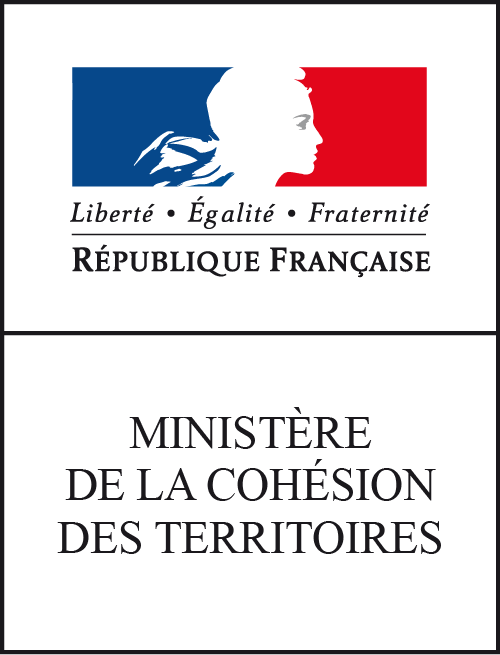 Liberté • Égalité • Fraternité
RÉPUBLIQUE FRANÇAISE
MINISTÈRE
DE LA COHÉSION
DES TERRITOIRES